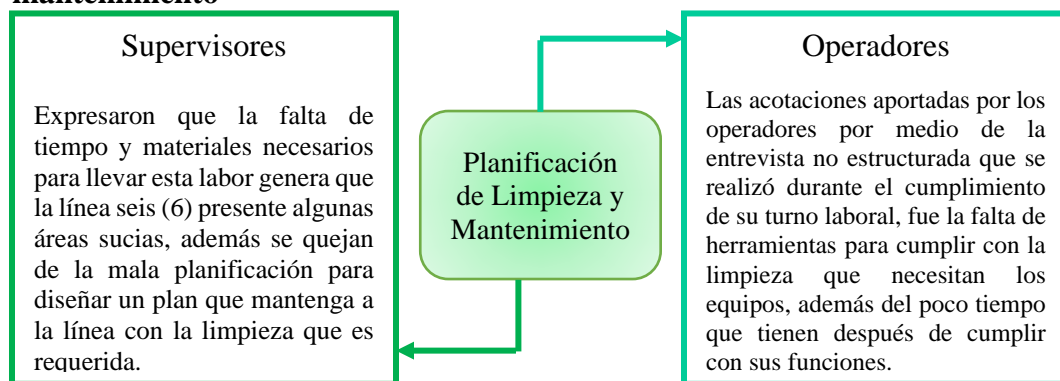 mantenimiento
Supervisores
Expresaron que la falta de
tiempo y materiales necesarios
para llevar esta labor genera que
la línea seis (6) presente algunas
áreas sucias, además se quejan
de la mala planificación para
diseñar un plan que mantenga a
la línea con la limpieza que es
requerida.
Planificación
de Limpieza y
Mantenimiento
Operadores
Las acotaciones aportadas por los
operadores por medio de la
entrevista no estructurada que se
realizó durante el cumplimiento
de su turno laboral, fue la falta de
herramientas para cumplir con la
limpieza que necesitan los
equipos, además del poco tiempo
que tienen después de cumplir
con sus funciones.